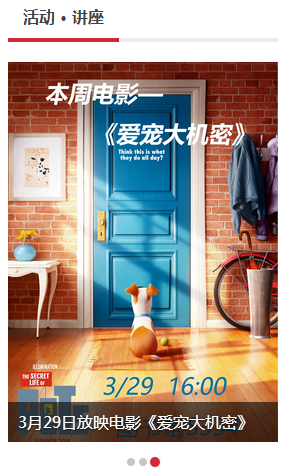 活动 • 讲座
本周电影—
《爱宠大机密》
Think this is what
they do all day?
ILLUMINATION
THE SECRET
LIFE OF
3/29 16:00
3月29日放映电影《爱宠大机密》